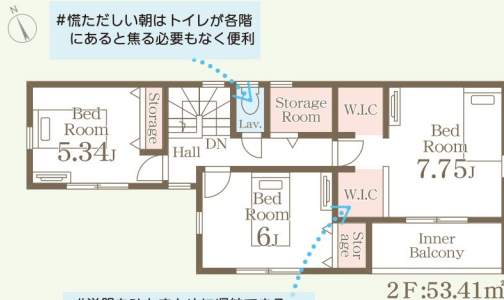 N
#慌ただしい朝はトイレが各階
にあると焦る必要もなく便利
Bed
Room
5.34J
Storage
Hall
DN
Lav.
Storage
Room
W.I.C
Bed
Room
7.75J
Bed
Room
6J
W.I.C
Stor
age
Inner
Balcony
2F:53.41m